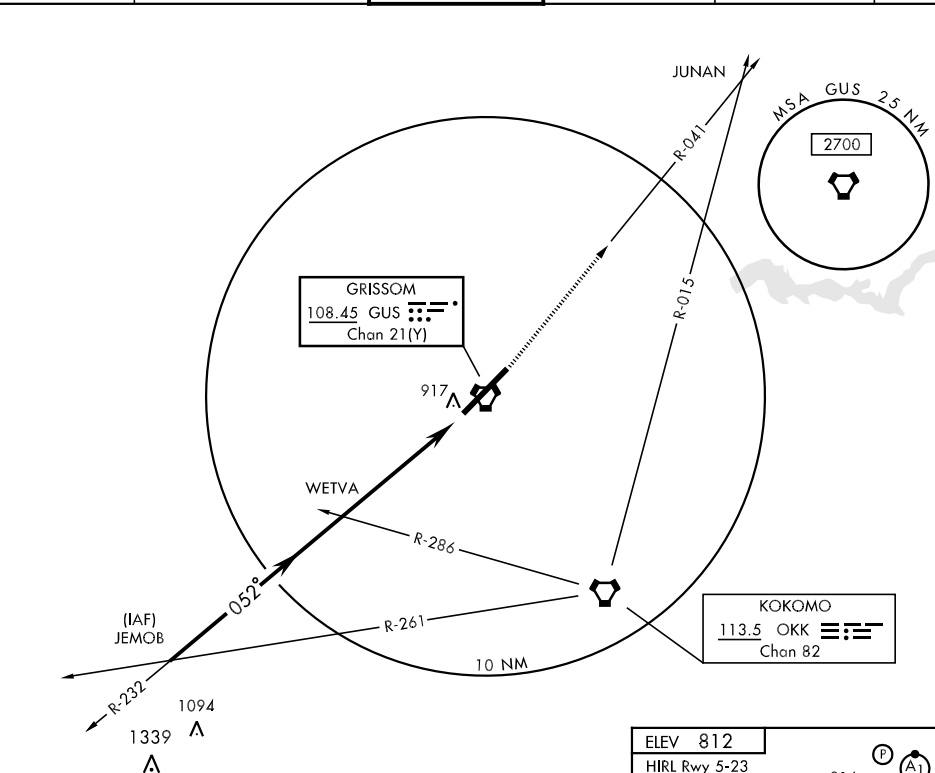 JUNAN
MSA GUS 25 NM
2700
R-041
R-015
GRISSOM
108.45 GUS
Chan 21(Y)
917
WETVA
R-286
052°
(IAF)
JEMOB
R-261
KOKOMO
113.5 OKK
Chan 82
10 NM
R-232
1094
1339
ELEV 812
HIRL Rwy 5-23
P
A1